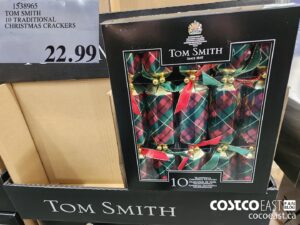 1538965
TOM SMITH
10 TRADITIONAL
CHRISTMAS CRACKERS
22.99
TOM SMITH
10
TOM SMITH
COSTCO EAST
cocoeast.ca